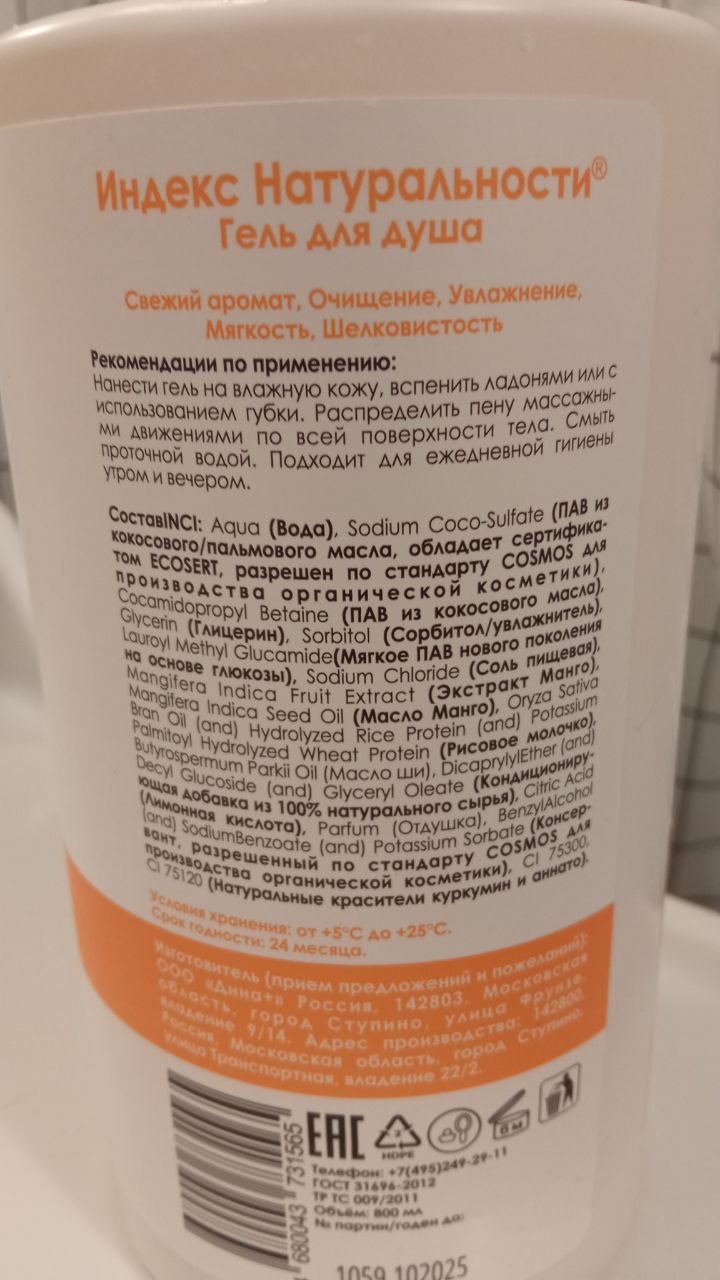 Индекс Натуральности®
Гель для душа
Свежий аромат, Очищение, Увлажнение,
Мягкость, Шелковистость
Рекомендации по применению:
Нанести гель на влажную кожу, вспенить ладонями или с
использованием губки. Распределить пену массажны-
ми движениями по всей поверхности тела. Смыть
проточной водой. Подходит для ежедневной гигиены
утром и вечером.
СоставINCI: Aqua (Вода), Sodium Coco-Sulfate (ПАВ из
кокосового/пальмового масла, обладает сертифика-
том ECOSERT, разрешен по стандарту COSMOS для
производства органической косметики),
Cocamidopropyl Betaine (ПАВ из кокосового масла),
Glycerin (Глицерин), Sorbitol (Сорбитол/увлажнитель),
Lauroyl Methyl Glucamide(Мягкое ПАВ нового поколения
на основе глюкозы), Sodium Chloride (Соль пищевая),
Mangifera Indica Fruit Extract (Экстракт Манго),
Mangifera Indica Seed Oil (Масло Манго), Oryza Sativa
Bran Oil (and) Hydrolyzed Rice Protein (and) Potassium
Palmitoyl Hydrolyzed Wheat Protein (Рисовое молочко),
Butyrospermum Parkii Oil (Масло ши), DicaprylylEther (and)
Decyl Glucoside (and) Glyceryl Oleate (Кондициониру-
ющая добавка из 100% натурального сырья), Citric Acid
(Лимонная кислота), Parfum (Отдушка), BenzylAlcohol
(and) SodiumBenzoate (and) Potassium Sorbate (Консер-
вант, разрешенный по стандарту COSMOS для
производства органической косметики), CI 75300,
CI 75120 (Натуральные красители куркумин и аннато).
Условия хранения: от +5°C до +25°C.
Срок годности: 24 месяца.
Изготовитель (прием предложений и пожеланий):
ООО «Дина+» Россия, 142803, Московская
область, город Ступино, улица Фрунзе,
владение 9/14. Адрес производства: 142800,
Россия, Московская область, город Ступино,
улица Транспортная, владение 22/2.
680043 731565
EAC
2
HDPE
6 М
Телефон: +7(495)249-29-11
ГОСТ 31696-2012
ТР ТС 009/2011
Объём: 800 мл
№ партии/годен до:
1059 102025